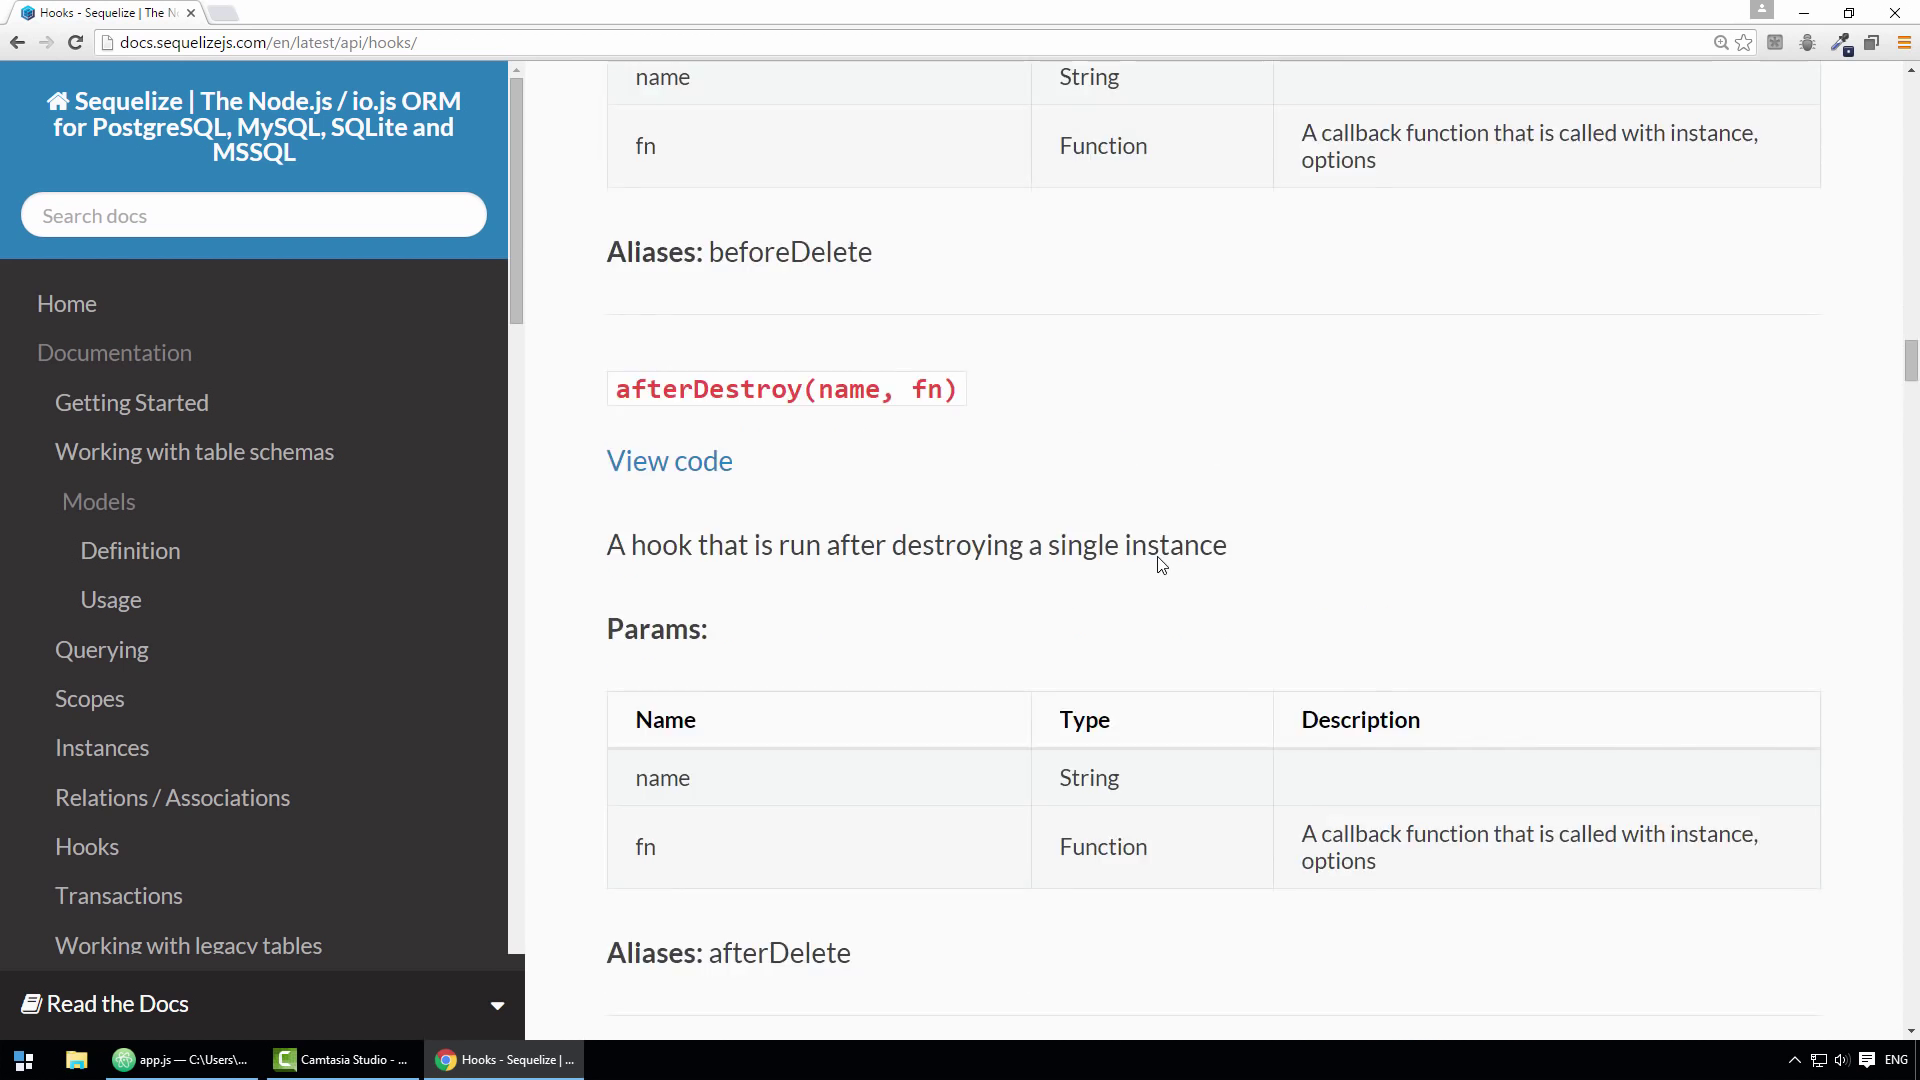 Hooks - Sequelize | The N
docs.sequelizejs.com/en/latest/api/hooks/
Sequelize | The Node.js / io.js ORM
for PostgreSQL, MySQL, SQLite and
MSSQL
Search docs
Home
Documentation
Getting Started
Working with table schemas
Models
Definition
Usage
Querying
Scopes
Instances
Relations / Associations
Hooks
Transactions
Working with legacy tables
Read the Docs
name String
fn Function A callback function that is called with instance,
options
Aliases: beforeDelete
afterDestroy(name, fn)
View code
A hook that is run after destroying a single instance
Params:
Name Type Description
name String
fn Function A callback function that is called with instance,
options
Aliases: afterDelete
app.js — C:\Users\...
Camtasia Studio - ...
Hooks - Sequelize | ...
ENG